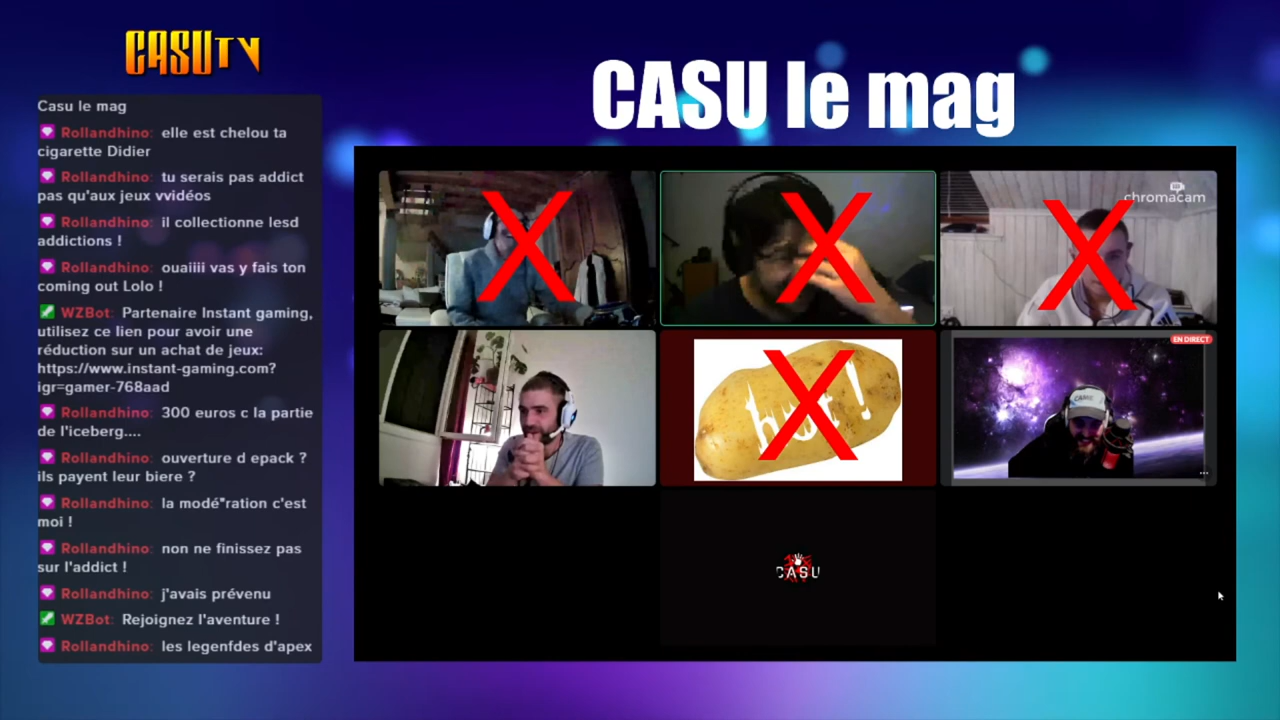 CASUTV
CASU le mag
Casu le mag
Rollandhino: elle est chelou ta
cigarette Didier
Rollandhino: tu serais pas addict
pas qu'aux jeux vvidéos
Rollandhino: il collectionne lesd
addictions !
Rollandhino: ouaiiii vas y fais ton
coming out Lolo !
WZBot: Partenaire Instant gaming,
utilisez ce lien pour avoir une
réduction sur un achat de jeux:
https://www.instant-gaming.com?
igr=gamer-768aad
Rollandhino: 300 euros c la partie
de l'iceberg....
Rollandhino: ouverture d epack ?
ils payent leur biere ?
Rollandhino: la modé"ration c'est
moi !
Rollandhino: non ne finissez pas
sur l'addict !
Rollandhino: j'avais prévenu
WZBot: Rejoignez l'aventure !
Rollandhino: les legenfdes d'apex
X
X
X
chromacam
X
hot !
EN DIRECT
CASU